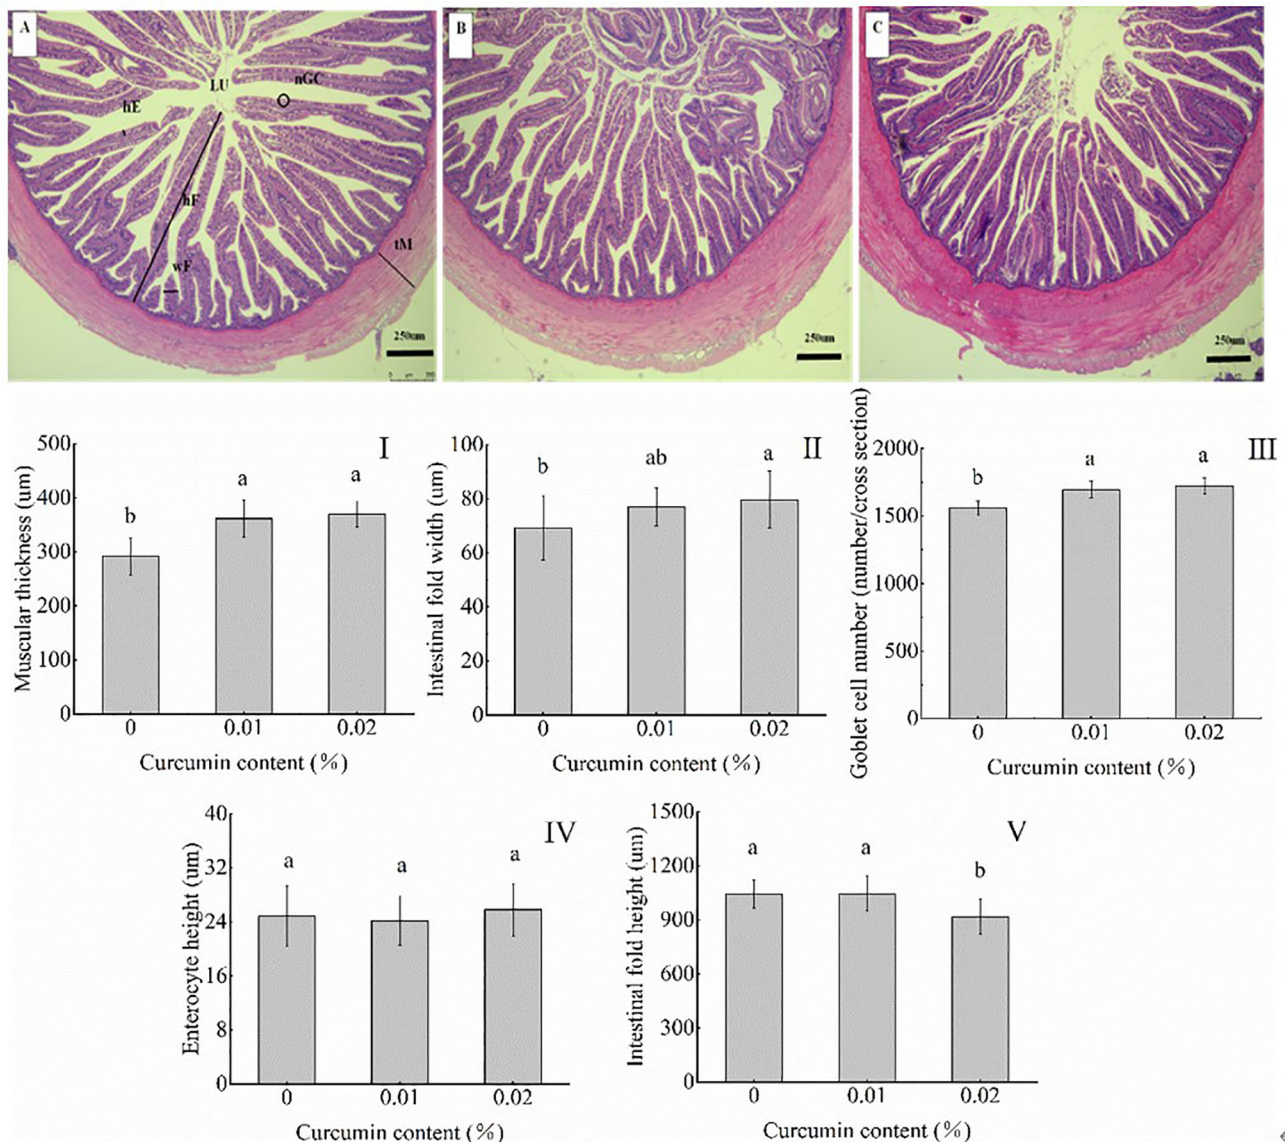 A
LU
nGC
hE
hF
wF
tM
250um
B
250um
C
250um
I
Muscular thickness (um)
500
400
300
200
100
0
b
a
a
0
0.01
0.02
Curcumin content (%)
II
Intestinal fold width (um)
100
80
60
40
20
0
b
ab
a
0
0.01
0.02
Curcumin content (%)
III
Goblet cell number (number/cross section)
2000
1500
1000
500
0
b
a
a
0
0.01
0.02
Curcumin content (%)
IV
Enterocyte height (um)
40
32
24
16
8
0
a
a
a
0
0.01
0.02
Curcumin content (%)
V
Intestinal fold height (um)
1500
1200
900
600
300
0
a
a
b
0
0.01
0.02
Curcumin content (%)